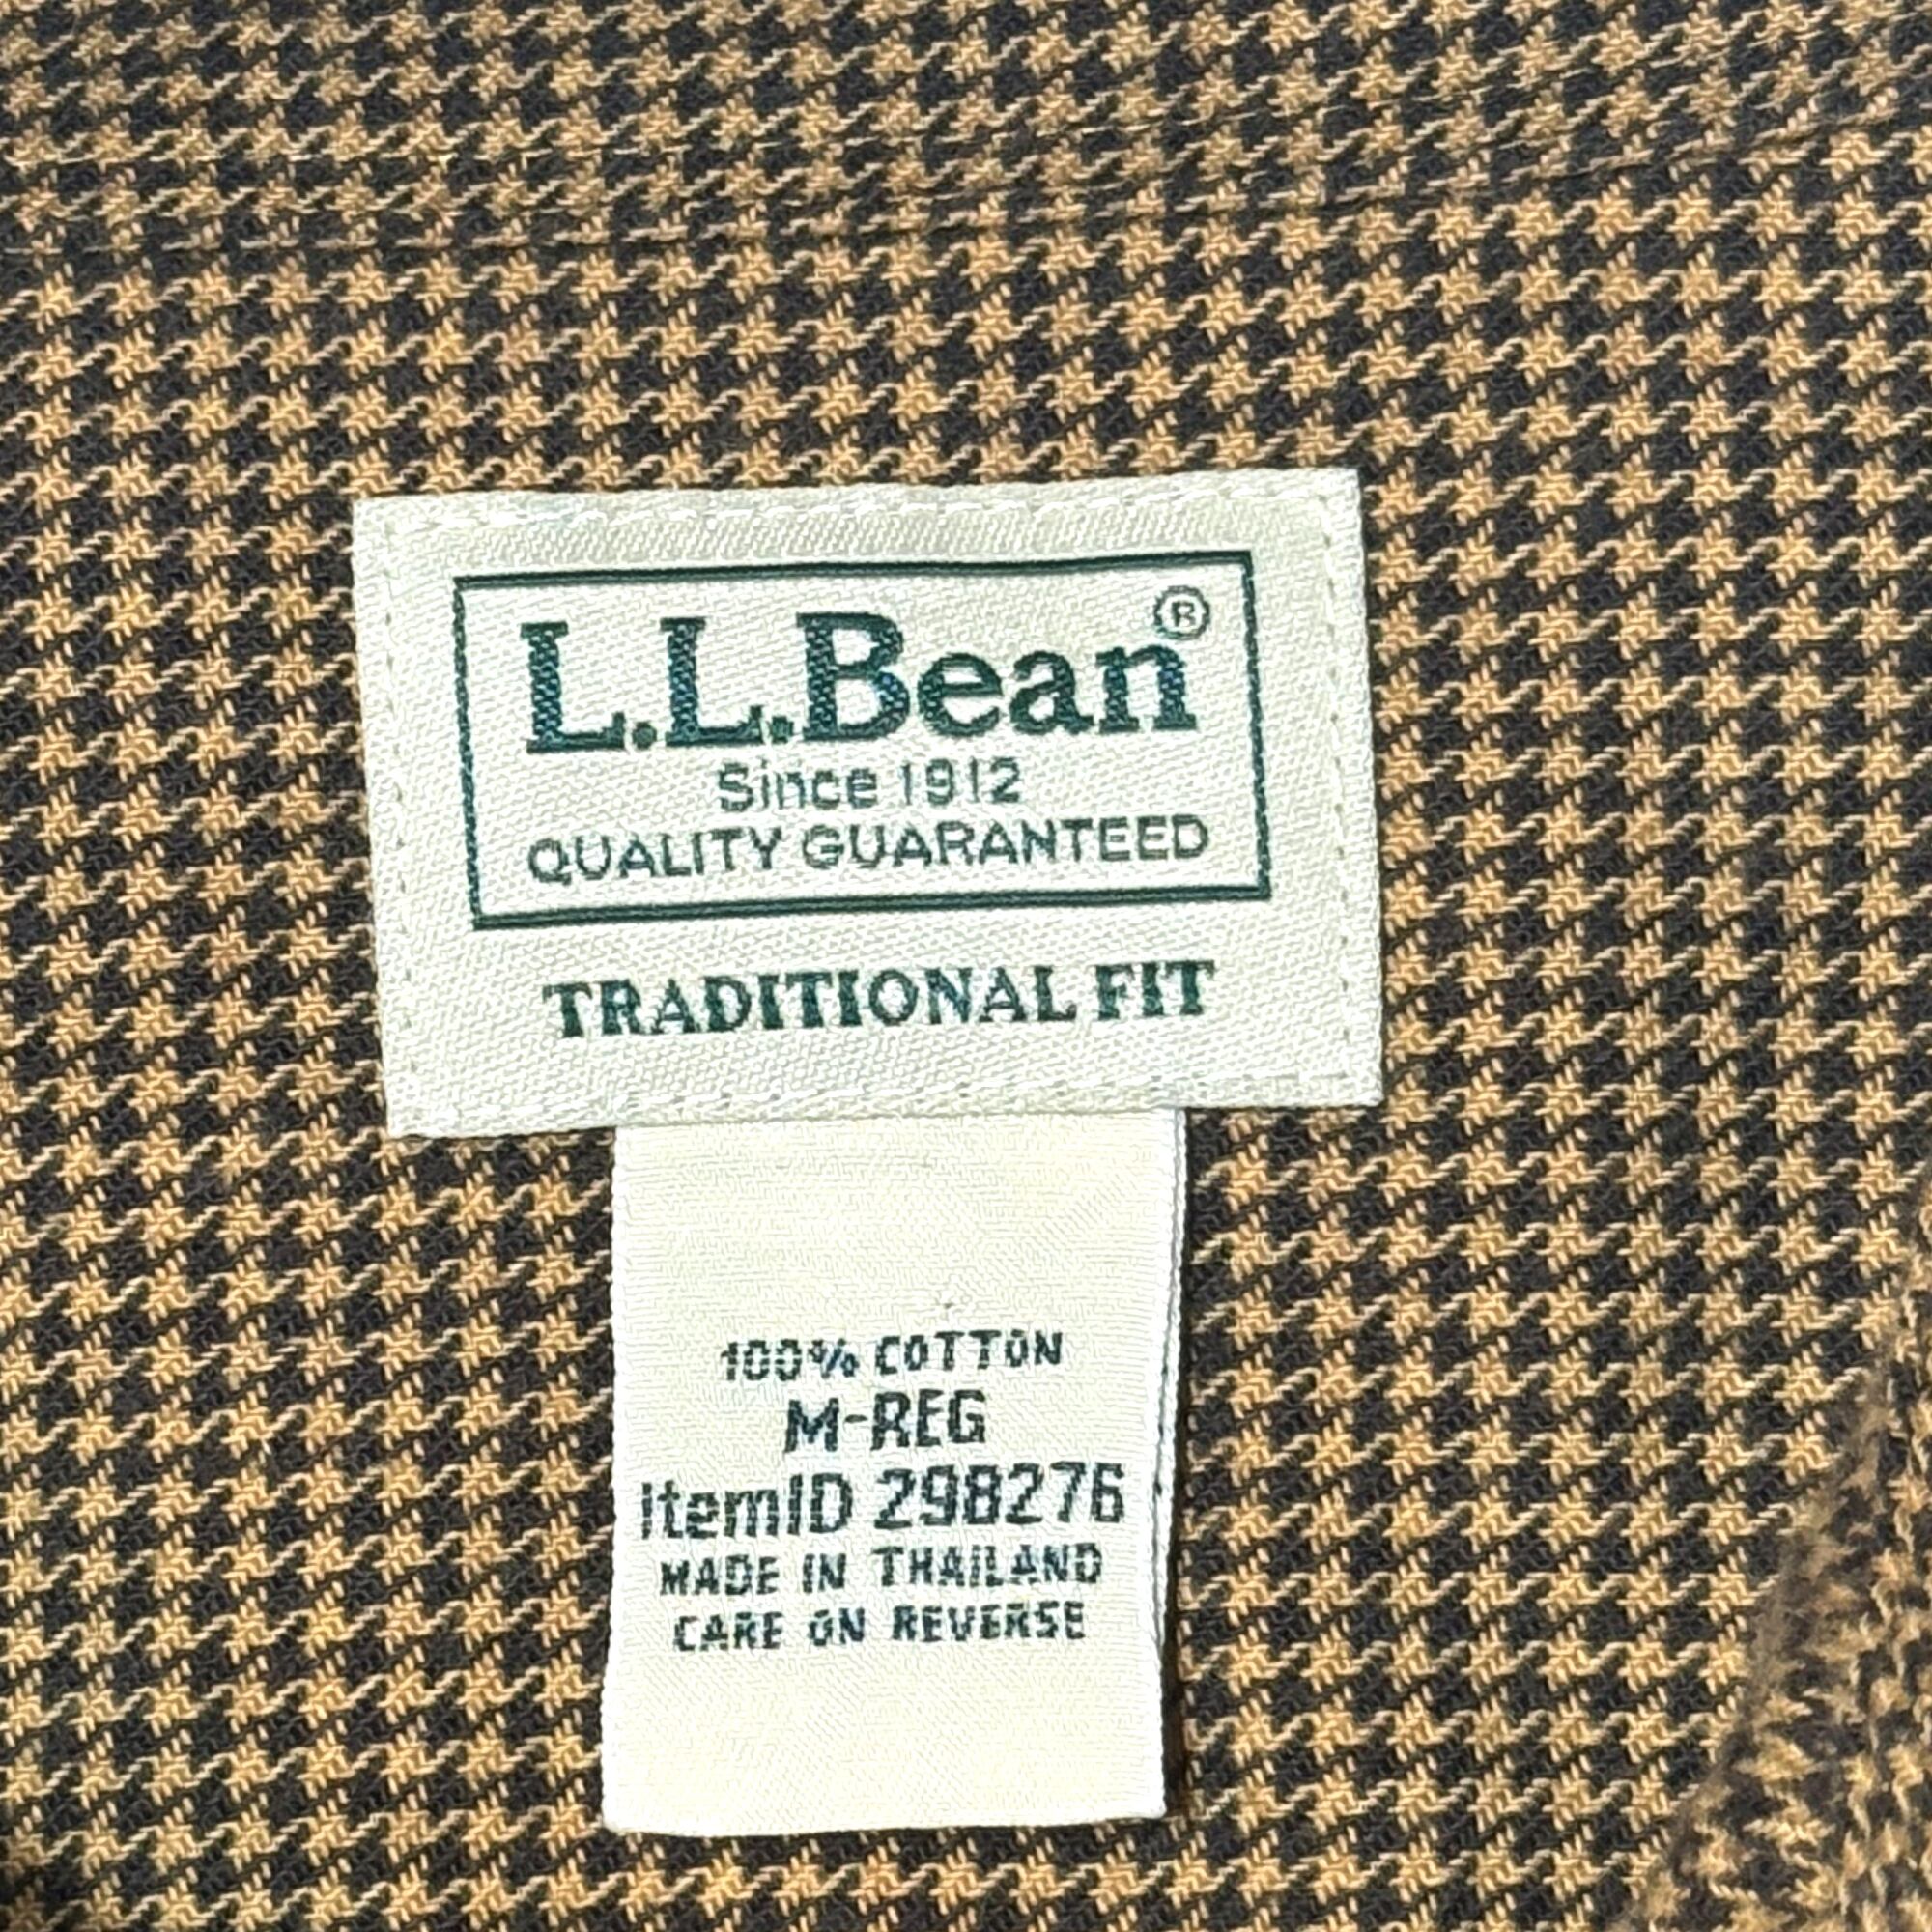 L.L.Bean®
Since 1912
QUALITY GUARANTEED
TRADITIONAL FIT
100% COTTON
M-REG
itemID 298276
MADE IN THAILAND
CARE ON REVERSE